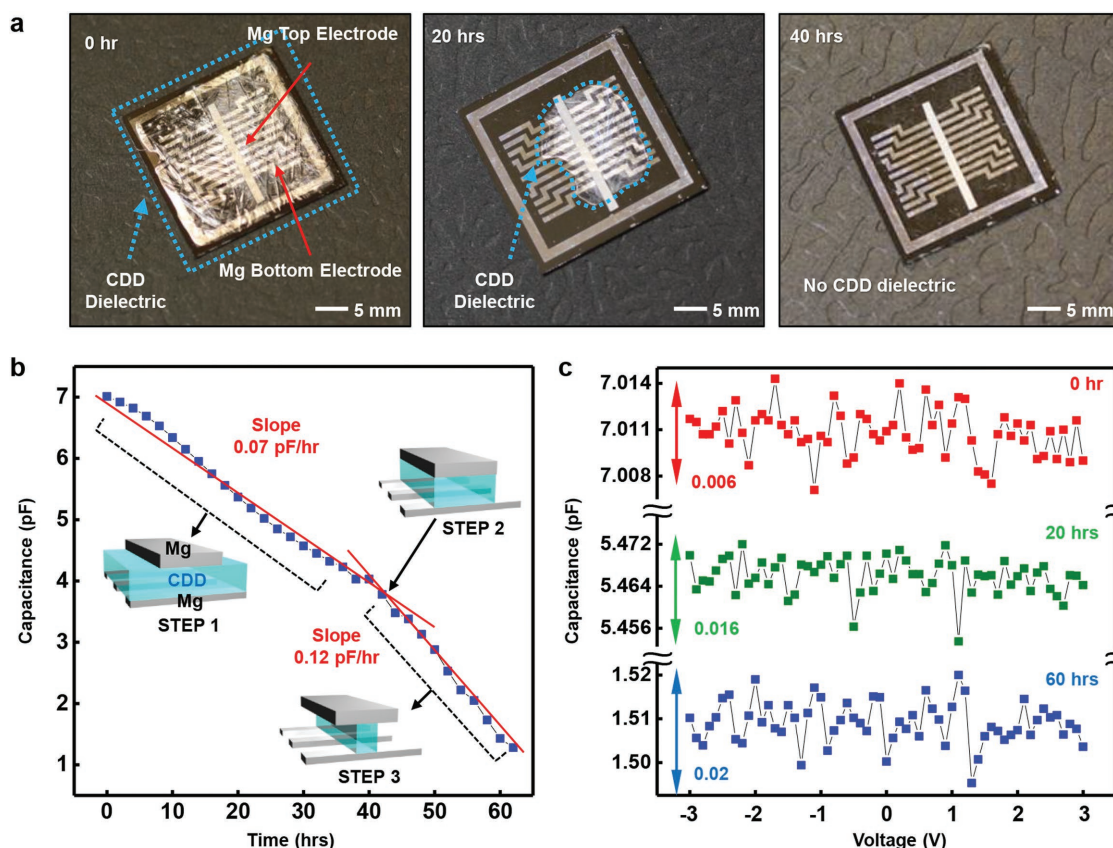 a
0 hr
Mg Top Electrode
CDD
Dielectric
Mg Bottom Electrode
5 mm
20 hrs
CDD
Dielectric
5 mm
40 hrs
No CDD dielectric
5 mm
b
Capacitance (pF)
7
6
5
4
3
2
1
Slope
0.07 pF/hr
STEP 2
Mg
CDD
Mg
STEP 1
Slope
0.12 pF/hr
STEP 3
0 10 20 30 40 50 60
Time (hrs)
c
Capacitance (pF)
7.014
7.011
7.008
0 hr
0.006
5.472
5.464
5.456
20 hrs
0.016
1.52
1.51
1.50
60 hrs
0.02
-3 -2 -1 0 1 2 3
Voltage (V)